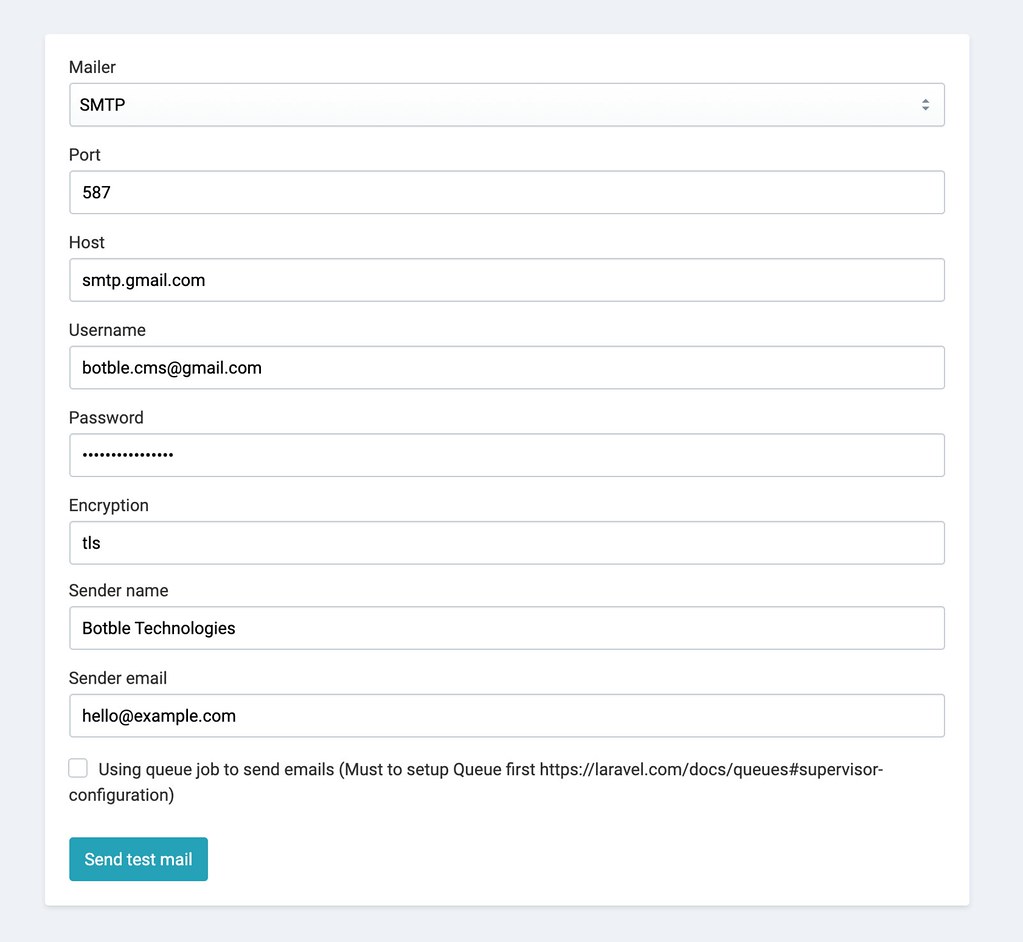 Mailer
SMTP
Port
587
Host
smtp.gmail.com
Username
botble.cms@gmail.com
Password
••••••••••••••••
Encryption
tls
Sender name
Botble Technologies
Sender email
hello@example.com
Using queue job to send emails (Must to setup Queue first https://laravel.com/docs/queues#supervisor-
configuration)
Send test mail